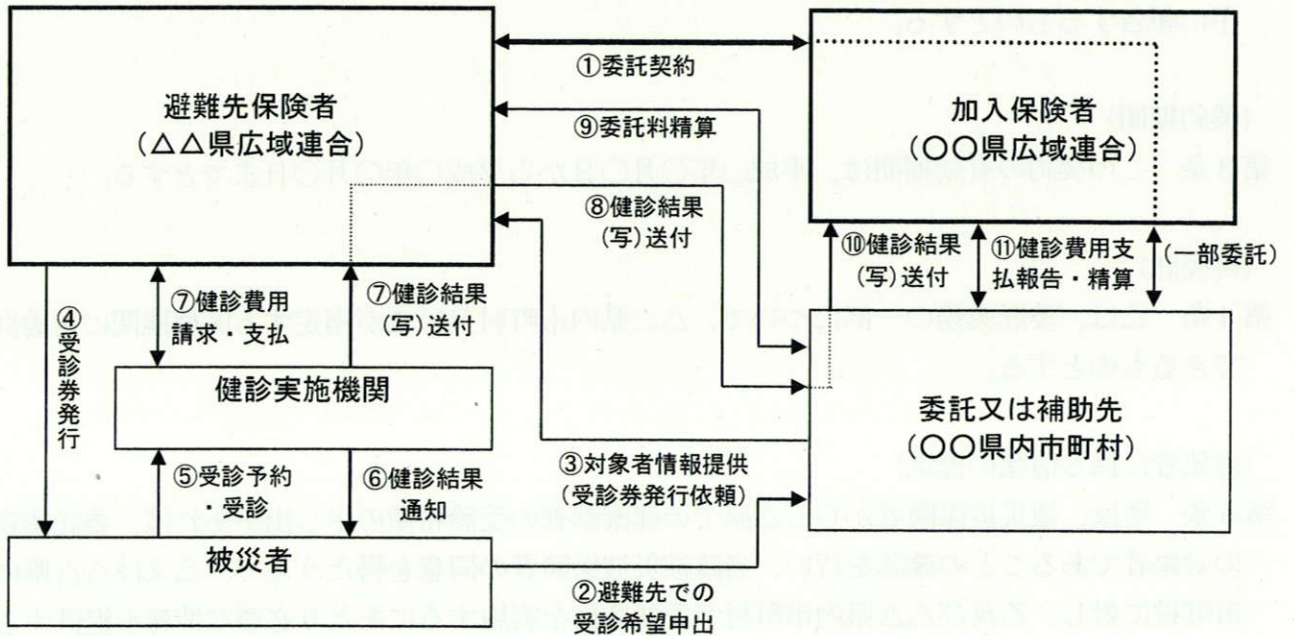 ①委託契約
避難先保険者
(△△県広域連合)
加入保険者
(〇〇県広域連合)
⑨委託料精算
⑧健診結果
(写)送付
⑩健診結果
(写)送付
⑪健診費用支
払報告・精算
(一部委託)
④受診券発行
⑦健診費用
請求・支払
⑦健診結果
(写)送付
健診実施機関
委託又は補助先
(〇〇県内市町村)
⑤受診予約
・受診
⑥健診結果
通知
③対象者情報提供
(受診券発行依頼)
被災者
②避難先での
受診希望申出